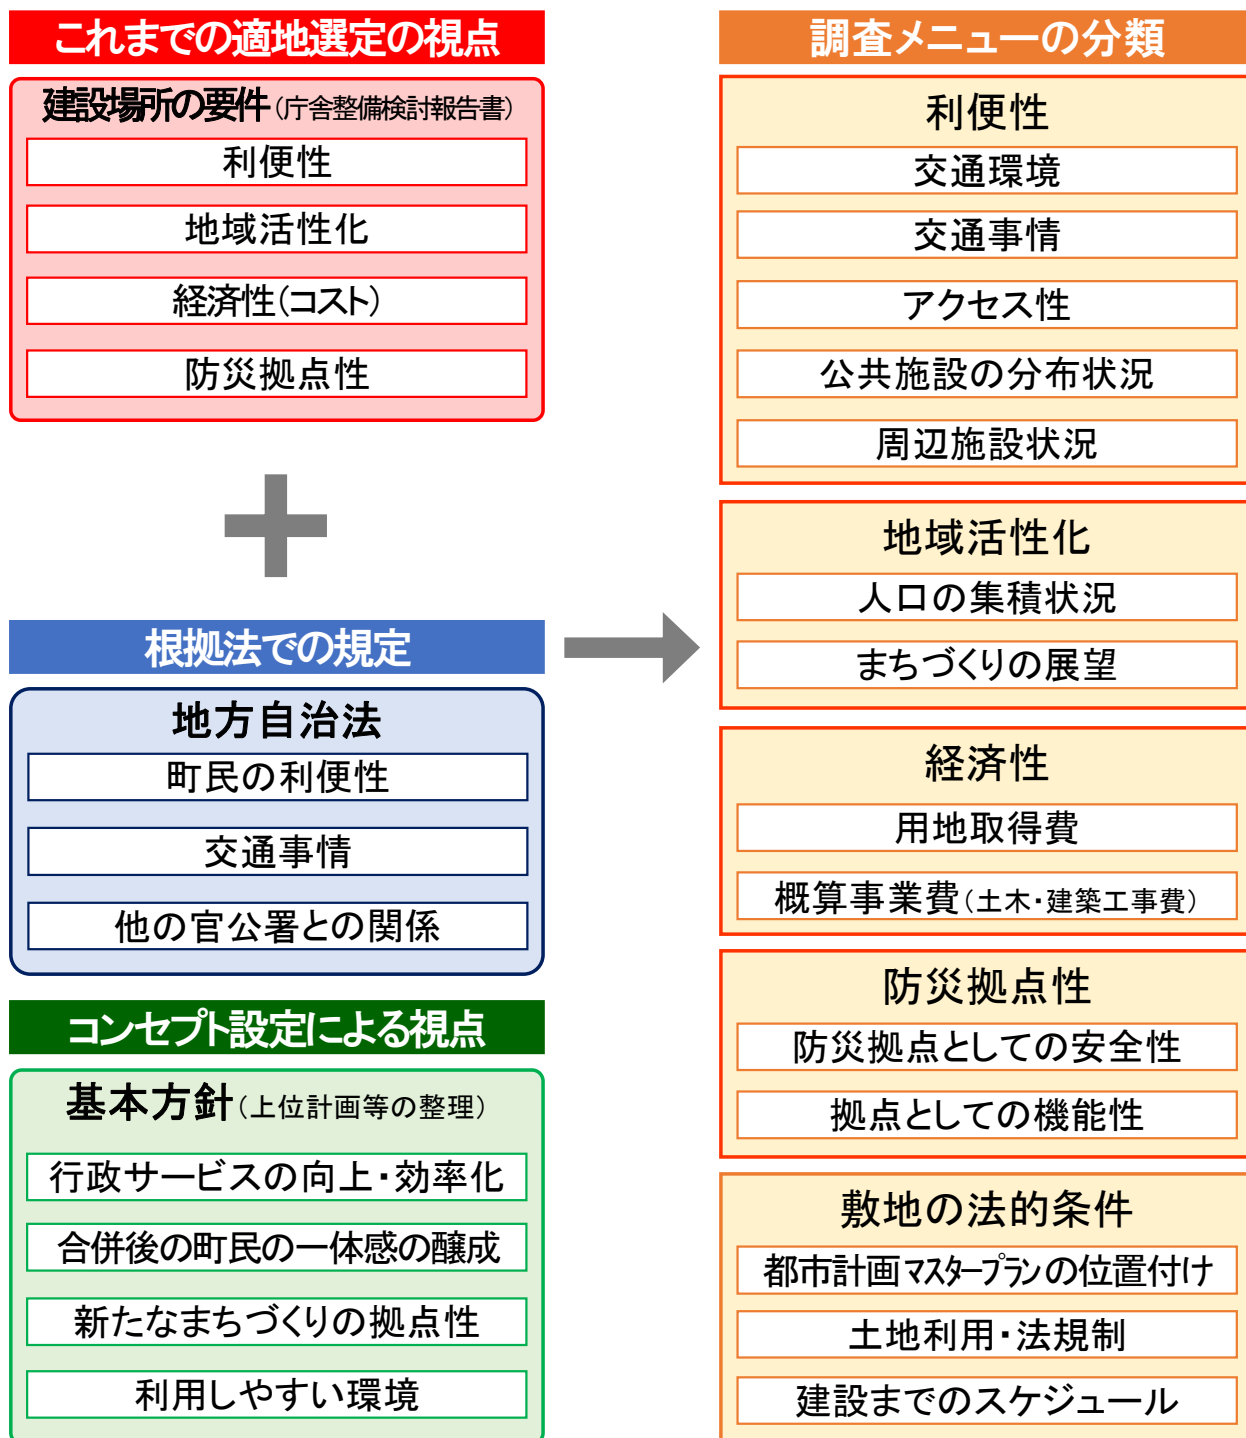 これまでの適地選定の視点
建設場所の要件(庁舎整備検討報告書)
利便性
地域活性化
経済性(コスト)
防災拠点性
根拠法での規定
地方自治法
町民の利便性
交通事情
他の官公署との関係
コンセプト設定による視点
基本方針(上位計画等の整理)
行政サービスの向上・効率化
合併後の町民の一体感の醸成
新たなまちづくりの拠点性
利用しやすい環境
調査メニューの分類
利便性
交通環境
交通事情
アクセス性
公共施設の分布状況
周辺施設状況
地域活性化
人口の集積状況
まちづくりの展望
経済性
用地取得費
概算事業費(土木・建築工事費)
防災拠点性
防災拠点としての安全性
拠点としての機能性
敷地の法的条件
都市計画マスタープランの位置付け
土地利用・法規制
建設までのスケジュール